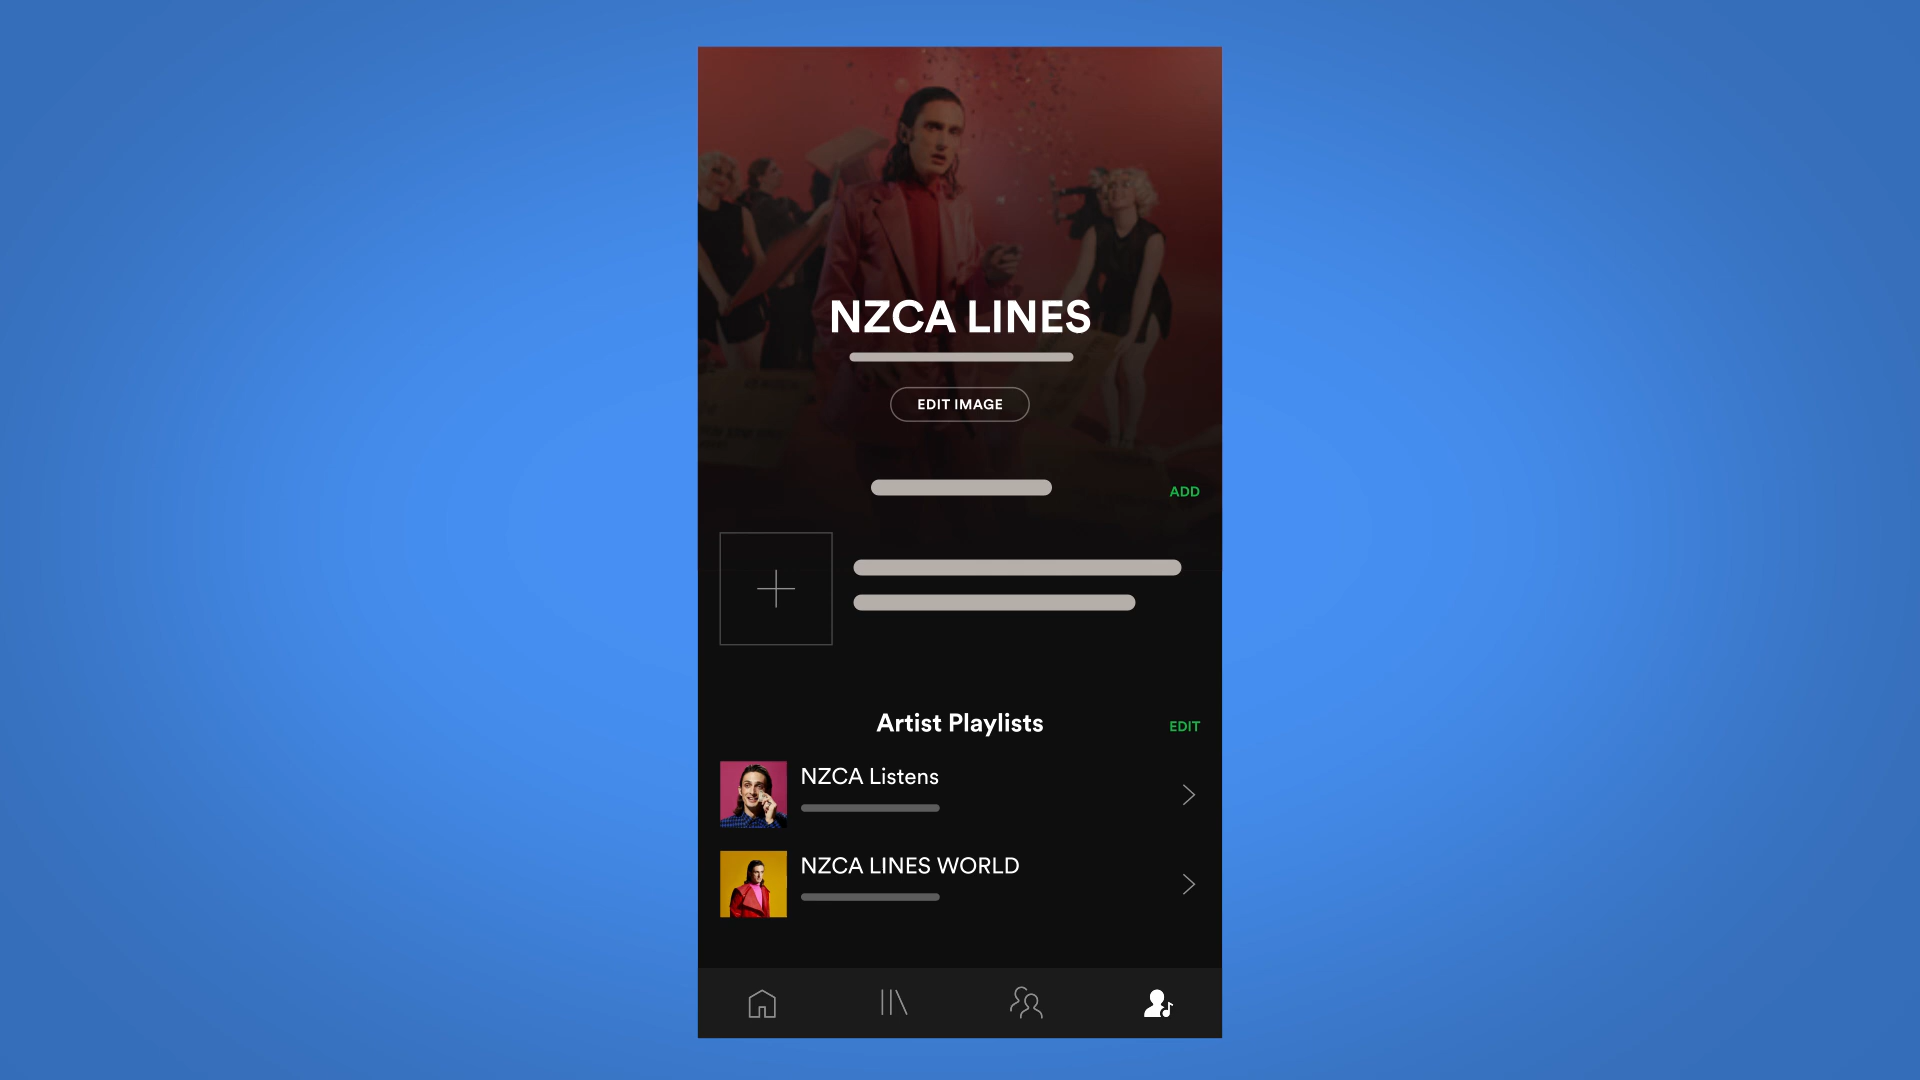 NZCA LINES
EDIT IMAGE
ADD
Artist Playlists
EDIT
NZCA Listens
NZCA LINES WORLD